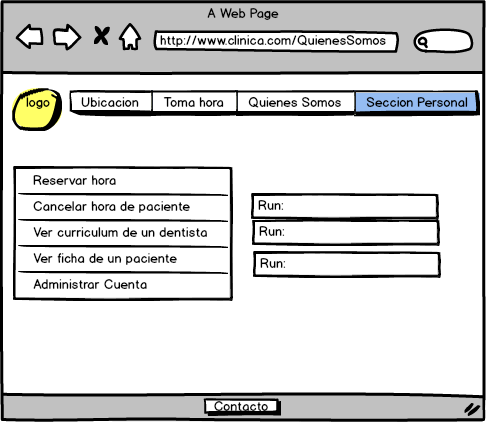 A Web Page
http://www.clinica.com/QuienesSomos
logo
Ubicacion Toma hora Quienes Somos Seccion Personal
Reservar hora
Cancelar hora de paciente
Run:
Ver curriculum de un dentista
Run:
Ver ficha de un paciente
Run:
Administrar Cuenta
Contacto